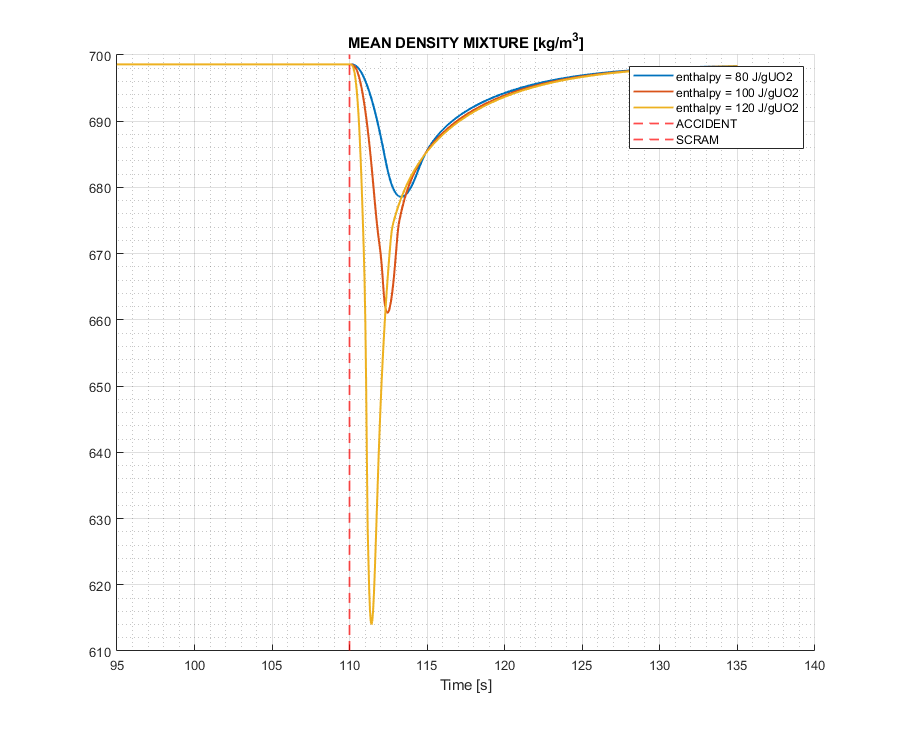 MEAN DENSITY MIXTURE [kg/m³]
700
690
680
670
660
650
640
630
620
610
enthalpy = 80 J/gUO2
enthalpy = 100 J/gUO2
enthalpy = 120 J/gUO2
ACCIDENT
SCRAM
95
100
105
110
115
120
125
130
135
140
Time [s]